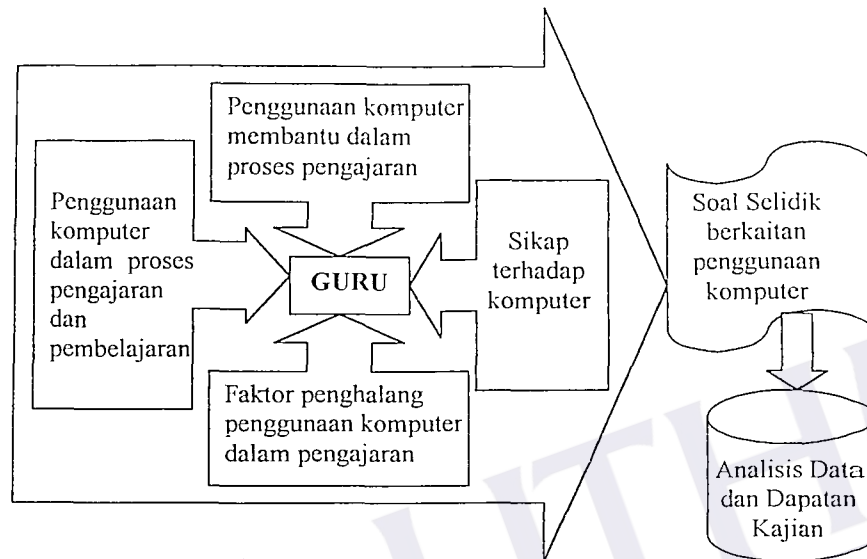 Penggunaan komputer
membantu dalam
proses pengajaran
Penggunaan
komputer
dalam proses
pengajaran
dan
pembelajaran
GURU
Sikap
terhadap
komputer
Faktor penghalang
penggunaan komputer
dalam pengajaran
Soal Selidik
berkaitan
penggunaan
komputer
Analisis Data
dan Dapatan
Kajian